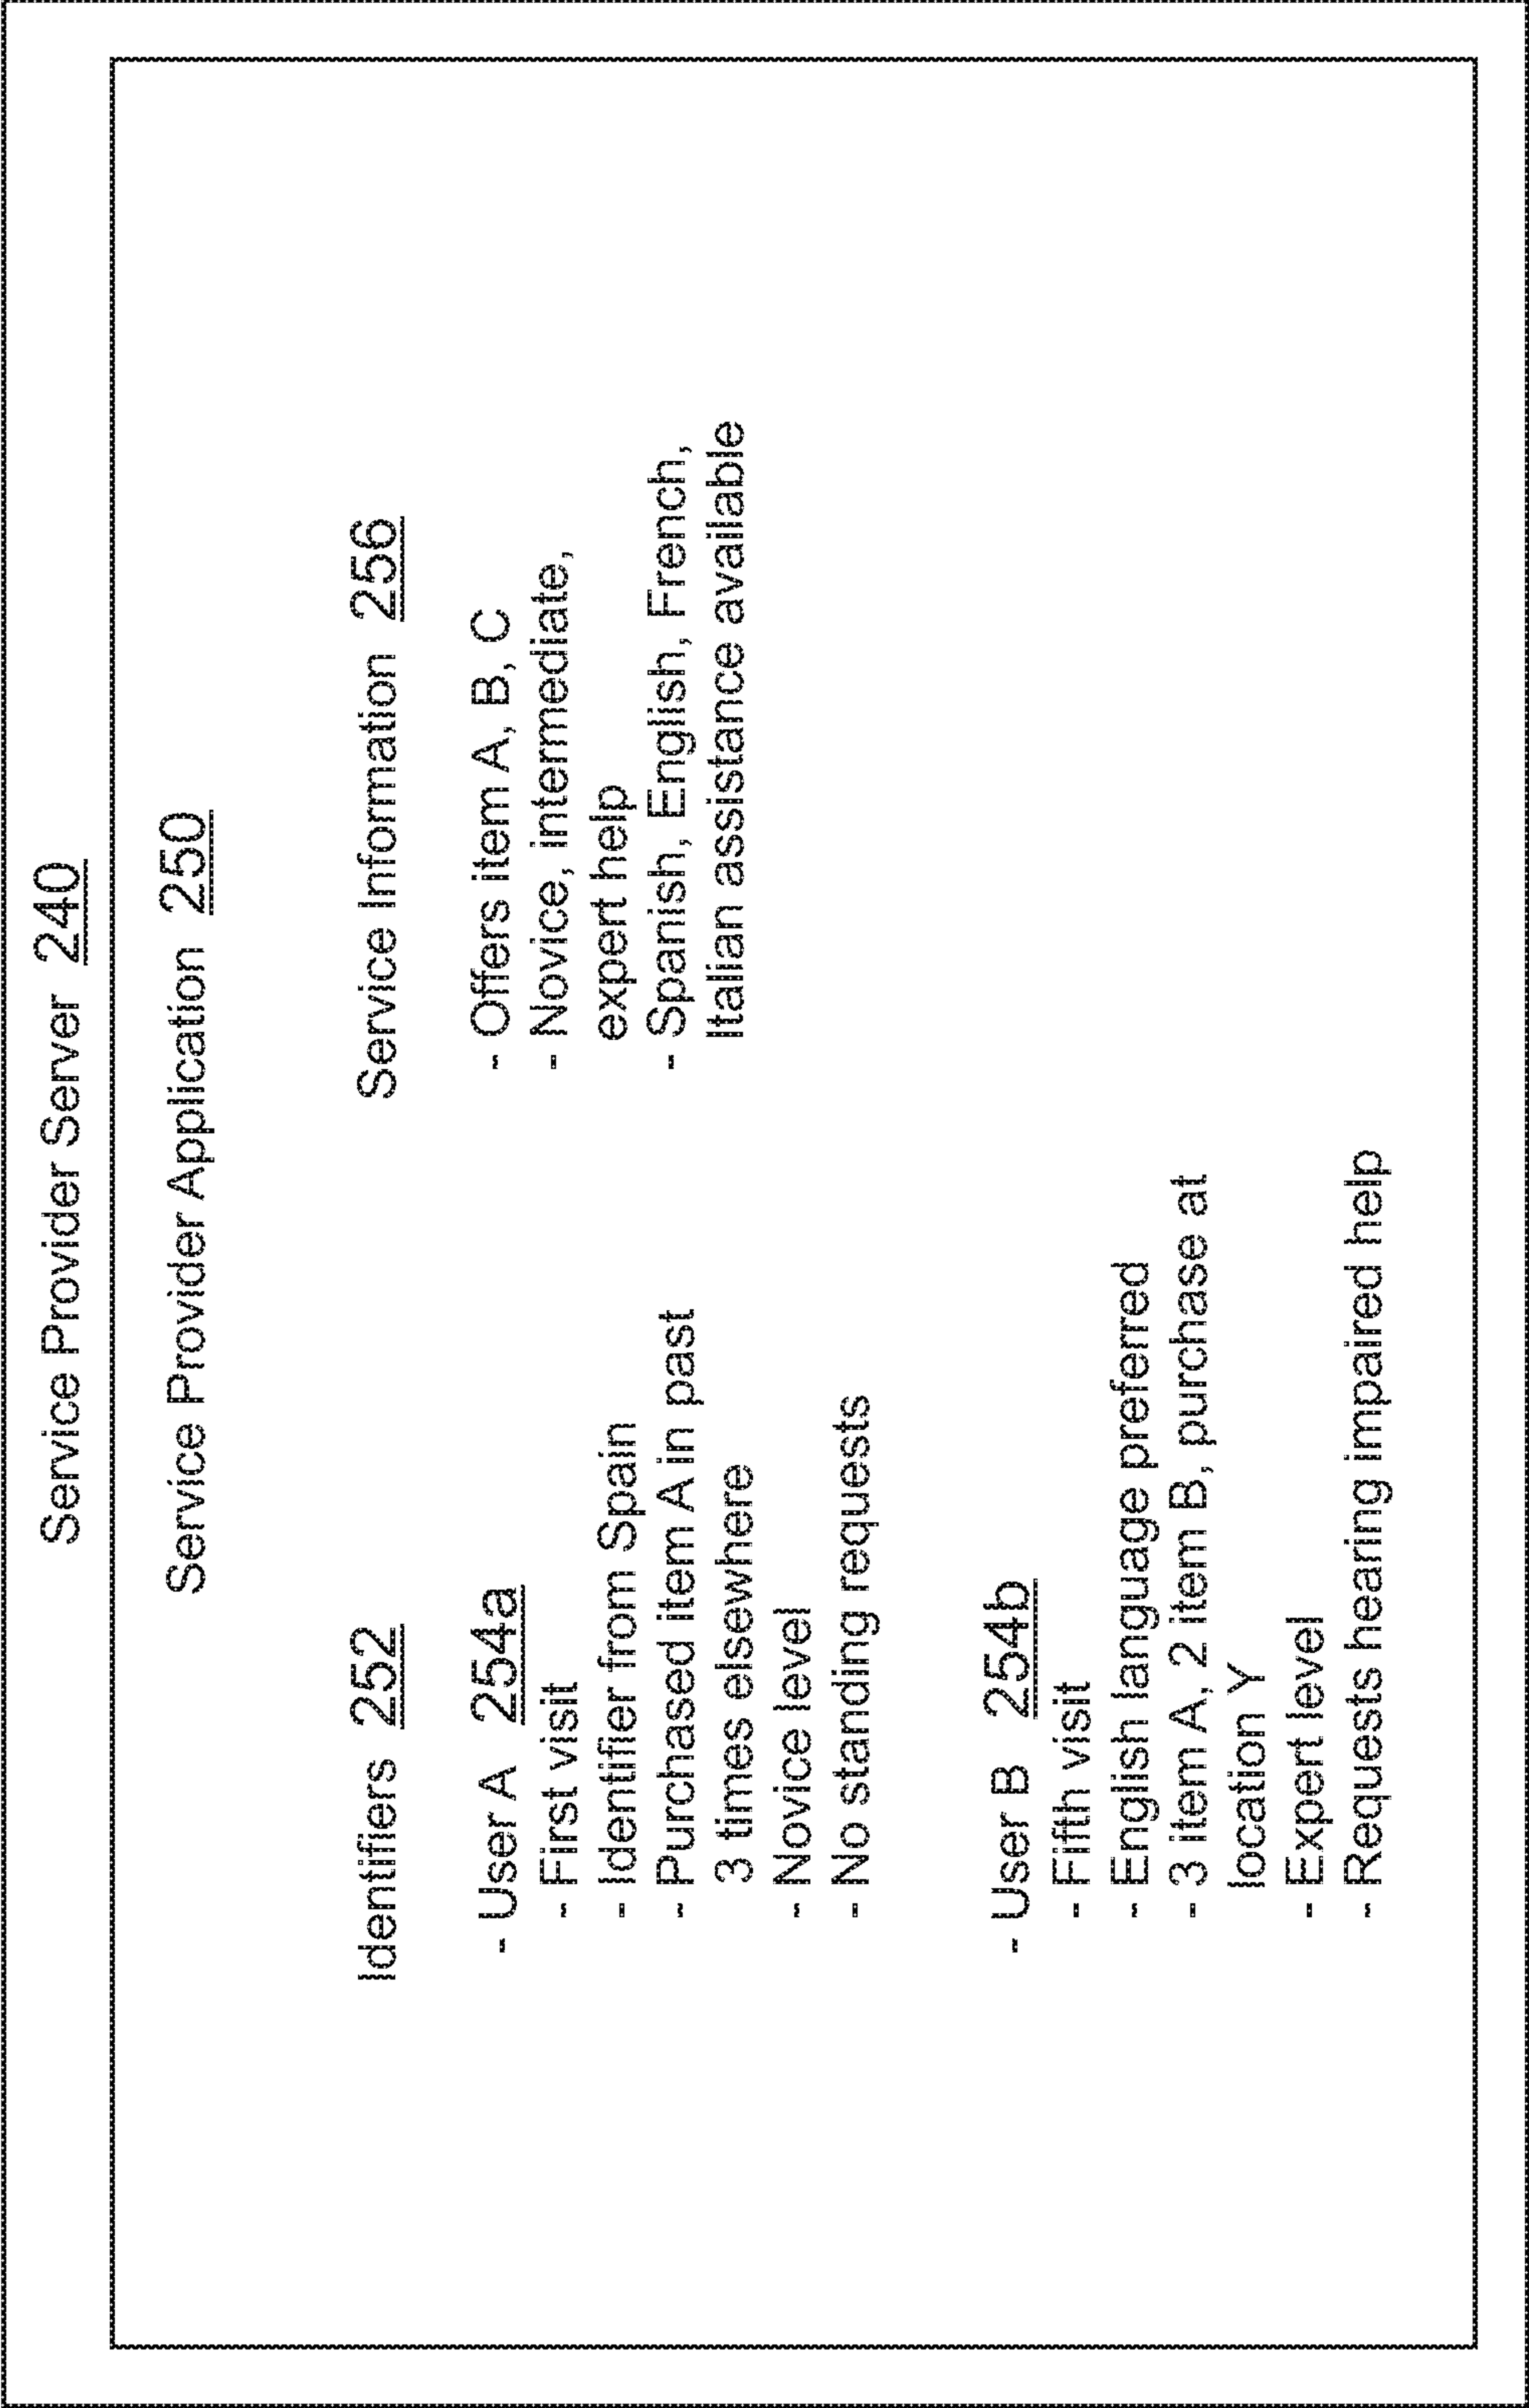 Service Provider Server 240
Service Provider Application 250
Identifiers 252
- User A 254a
- First visit
- Identifier from Spain
- Purchased item A in past
3 times elsewhere
- Novice level
- No standing requests
- User B 254b
- Fifth visit
- English language preferred
- 3 item A, 2 item B, purchase at
location Y
- Expert level
- Requests hearing impaired help
Service Information 256
- Offers item A, B, C
- Novice, intermediate,
expert help
- Spanish, English, French,
Italian assistance available